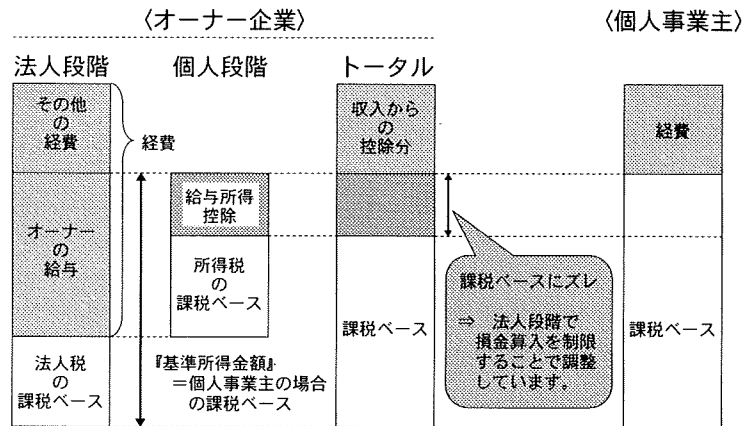 〈オーナー企業〉
〈個人事業主〉
法人段階
個人段階
トータル
その他
の
経費
経費
オーナー
の
給与
法人税
の
課税ベース
給与所得
控除
所得税
の
課税ベース
『基準所得金額』
＝個人事業主の場合
の課税ベース
収入から
の
控除分
課税ベース
課税ベースにズレ
⇒ 法人段階で
損金算入を制限
することで調整
しています。
経費
課税ベース